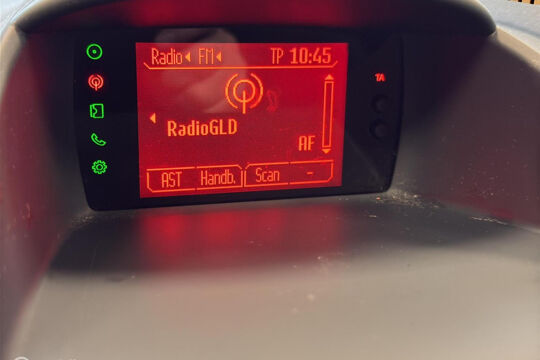 Radio FM TP 10:45
TA
RadioGLD
AF
AST Handb. Scan -